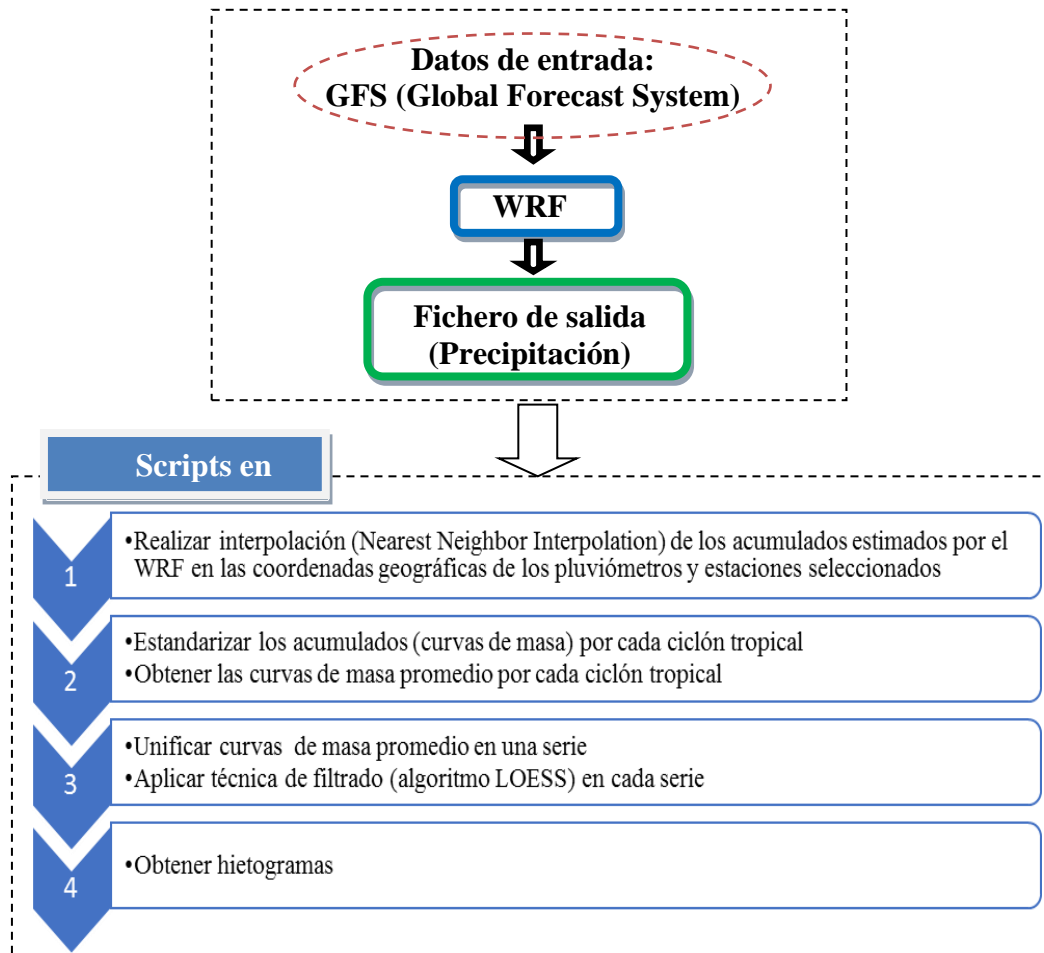 Datos de entrada:
GFS (Global Forecast System)
WRF
Fichero de salida
(Precipitación)
Scripts en
1
•Realizar interpolación (Nearest Neighbor Interpolation) de los acumulados estimados por el
WRF en las coordenadas geográficas de los pluviómetros y estaciones seleccionados
2
•Estandarizar los acumulados (curvas de masa) por cada ciclón tropical
•Obtener las curvas de masa promedio por cada ciclón tropical
3
•Unificar curvas de masa promedio en una serie
•Aplicar técnica de filtrado (algoritmo LOESS) en cada serie
4
•Obtener hietogramas